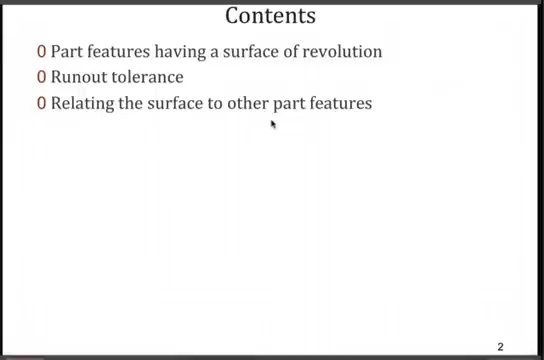 Contents
0 Part features having a surface of revolution
0 Runout tolerance
0 Relating the surface to other part features
2